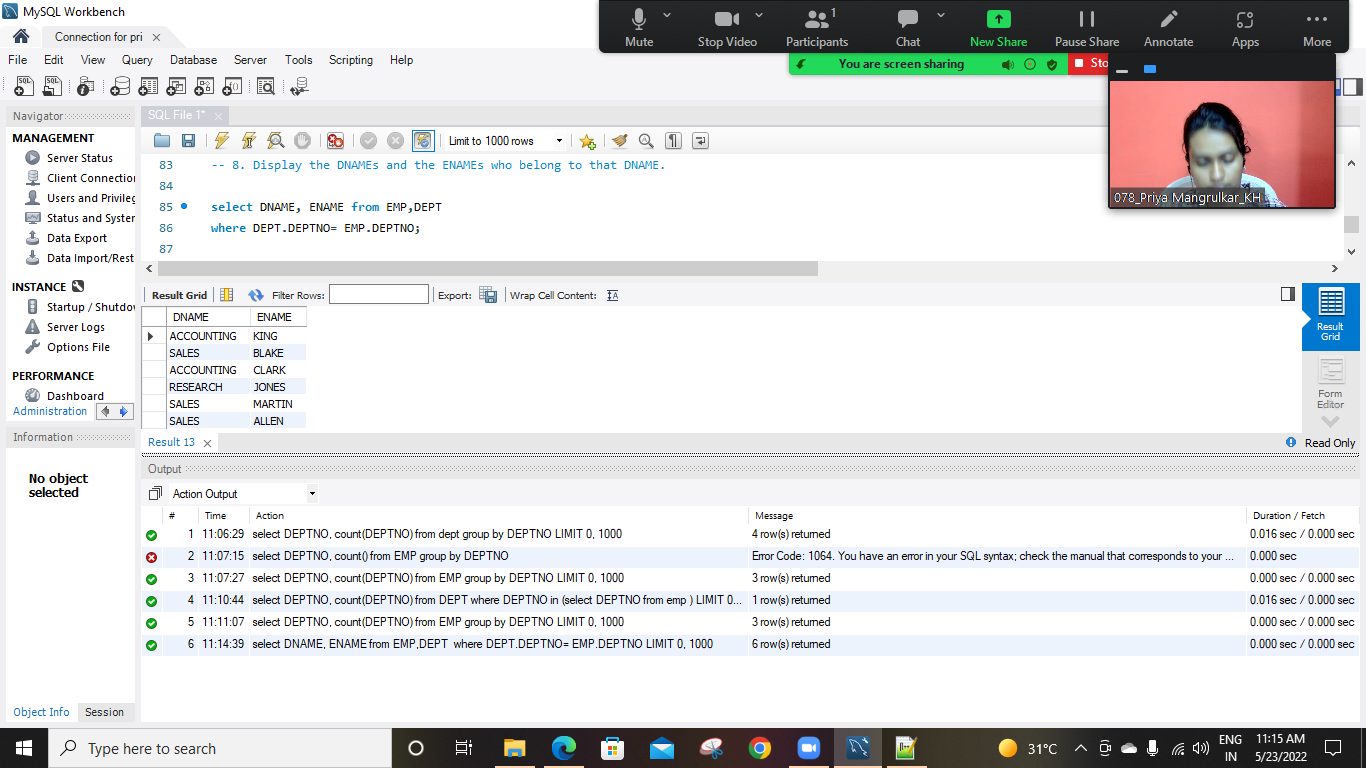 MySQL Workbench
Connection for pri
File Edit View Query Database Server Tools Scripting Help
Mute Stop Video Participants 1 Chat New Share Pause Share Annotate Apps More
You are screen sharing
078_Priya Mangrulkar_KH
Navigator
MANAGEMENT
Server Status
Client Connection
Users and Privileg
Status and System
Data Export
Data Import/Rest
INSTANCE
Startup / Shutdow
Server Logs
Options File
PERFORMANCE
Dashboard
Administration
Information
No object
selected
Object Info Session
SQL File 1*
Limit to 1000 rows
83 -- 8. Display the DNAMEs and the ENAMEs who belong to that DNAME.
84
85 select DNAME, ENAME from EMP,DEPT
86 where DEPT.DEPTNO= EMP.DEPTNO;
87
Result Grid Filter Rows: Export: Wrap Cell Content:
DNAME ENAME
ACCOUNTING KING
SALES BLAKE
ACCOUNTING CLARK
RESEARCH JONES
SALES MARTIN
SALES ALLEN
Result
Grid
Form
Editor
Result 13
Read Only
Output
Action Output
# Time Action Message Duration / Fetch
1 11:06:29 select DEPTNO, count(DEPTNO) from dept group by DEPTNO LIMIT 0, 1000 4 row(s) returned 0.016 sec / 0.000 sec
2 11:07:15 select DEPTNO, count() from EMP group by DEPTNO Error Code: 1064. You have an error in your SQL syntax; check the manual that corresponds to your ... 0.000 sec
3 11:07:27 select DEPTNO, count(DEPTNO) from EMP group by DEPTNO LIMIT 0, 1000 3 row(s) returned 0.000 sec / 0.000 sec
4 11:10:44 select DEPTNO, count(DEPTNO) from DEPT where DEPTNO in (select DEPTNO from emp ) LIMIT 0... 1 row(s) returned 0.016 sec / 0.000 sec
5 11:11:07 select DEPTNO, count(DEPTNO) from EMP group by DEPTNO LIMIT 0, 1000 3 row(s) returned 0.000 sec / 0.000 sec
6 11:14:39 select DNAME, ENAME from EMP,DEPT where DEPT.DEPTNO= EMP.DEPTNO LIMIT 0, 1000 6 row(s) returned 0.000 sec / 0.000 sec
Type here to search
31°C
ENG
IN
11:15 AM
5/23/2022